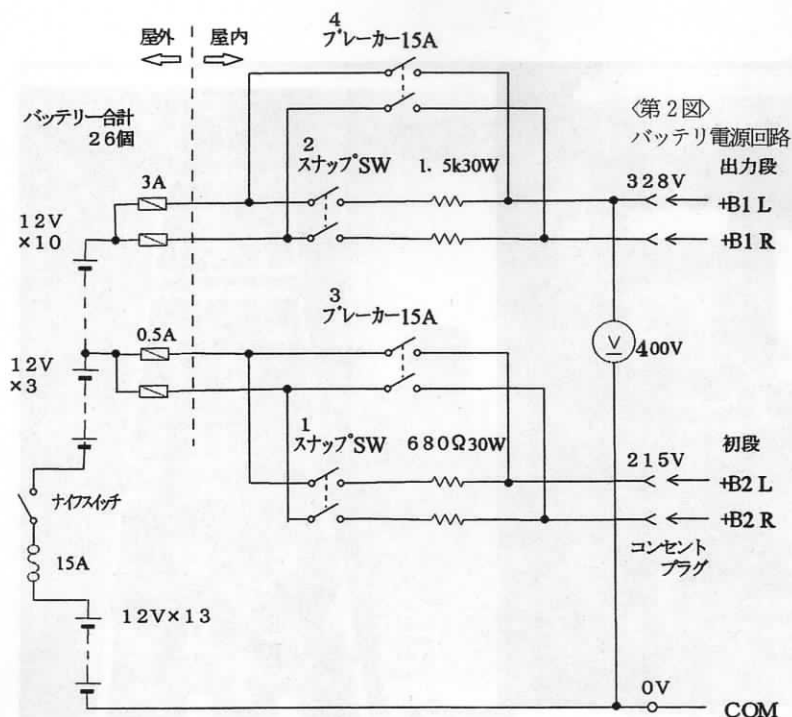 4
ブレーカー15A
屋外
屋内
〈第2図〉
バッテリ電源回路
バッテリー合計
26個
2
スナップSW
1.5k30W
出力段
3A
328V
+B1 L
12V
×10
+B1 R
3
ブレーカー15A
0.5A
12V
×3
V
400V
1
スナップSW
680Ω30W
初段
215V
+B2 L
ナイフスイッチ
+B2 R
15A
コンセント
プラグ
12V×13
0V
COM